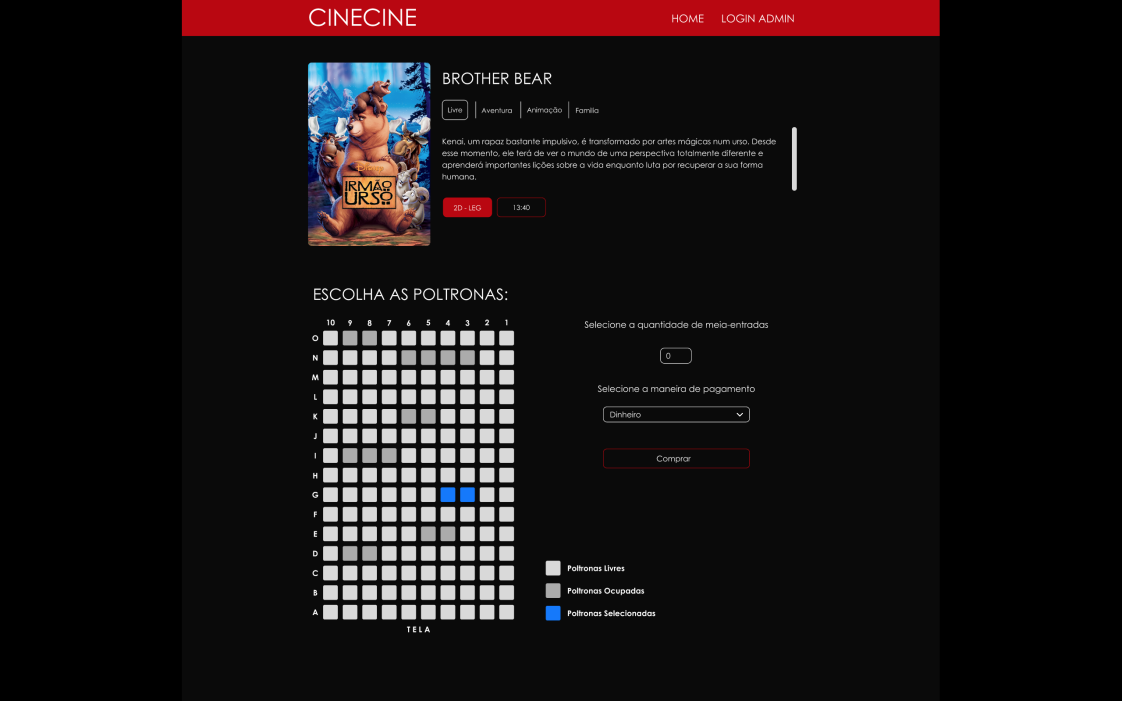 CINECINE
HOME LOGIN ADMIN
BROTHER BEAR
Livre Aventura Animação Familia
Kenai, um rapaz bastante impulsivo, é transformado por artes mágicas num urso. Desde
esse momento, ele terá de ver o mundo de uma perspectiva totalmente diferente e
aprenderá importantes lições sobre a vida enquanto luta por recuperar a sua forma
humana.
Disney
IRMÃO
URSO
2D - LEG 13:40
ESCOLHA AS POLTRONAS:
10 9 8 7 6 5 4 3 2 1
O
N
M
L
K
J
I
H
G
F
E
D
C
B
A
TELA
Selecione a quantidade de meia-entradas
0
Selecione a maneira de pagamento
Dinheiro
Comprar
Poltronas Livres
Poltronas Ocupadas
Poltronas Selecionadas